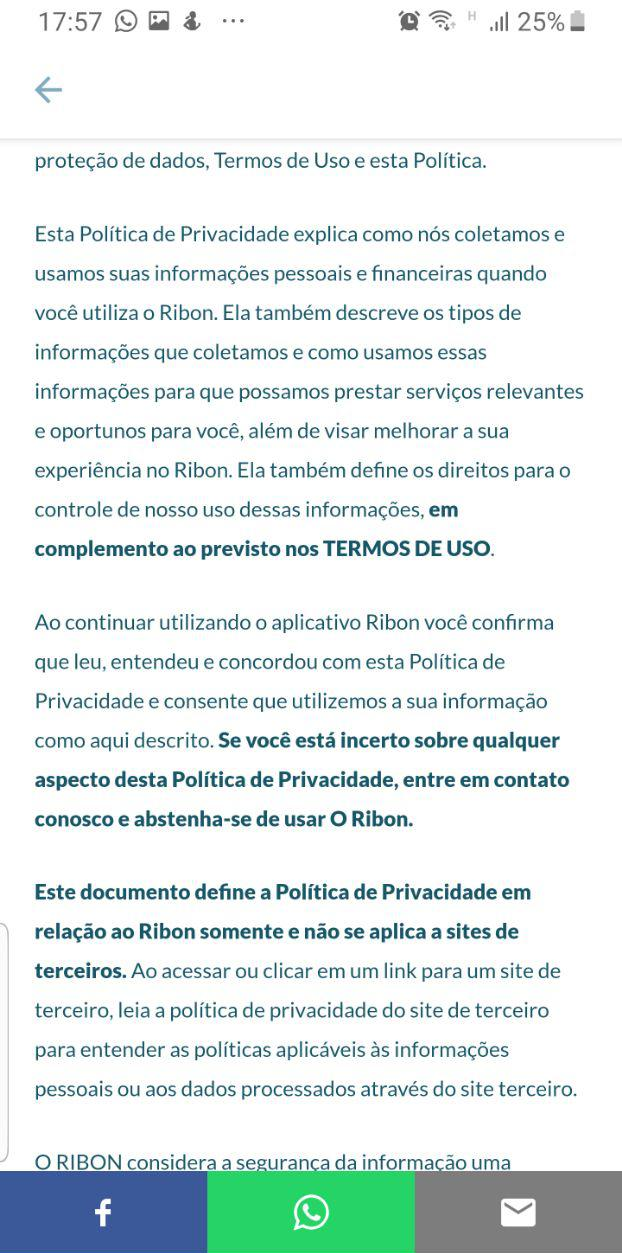 17:57 ... H 25%
proteção de dados, Termos de Uso e esta Política.
Esta Política de Privacidade explica como nós coletamos e
usamos suas informações pessoais e financeiras quando
você utiliza o Ribon. Ela também descreve os tipos de
informações que coletamos e como usamos essas
informações para que possamos prestar serviços relevantes
e oportunos para você, além de visar melhorar a sua
experiência no Ribon. Ela também define os direitos para o
controle de nosso uso dessas informações, em
complemento ao previsto nos TERMOS DE USO.
Ao continuar utilizando o aplicativo Ribon você confirma
que leu, entendeu e concordou com esta Política de
Privacidade e consente que utilizemos a sua informação
como aqui descrito. Se você está incerto sobre qualquer
aspecto desta Política de Privacidade, entre em contato
conosco e abstenha-se de usar O Ribon.
Este documento define a Política de Privacidade em
relação ao Ribon somente e não se aplica a sites de
terceiros. Ao acessar ou clicar em um link para um site de
terceiro, leia a política de privacidade do site de terceiro
para entender as políticas aplicáveis às informações
pessoais ou aos dados processados através do site terceiro.
O RIBON considera a segurança da informação uma